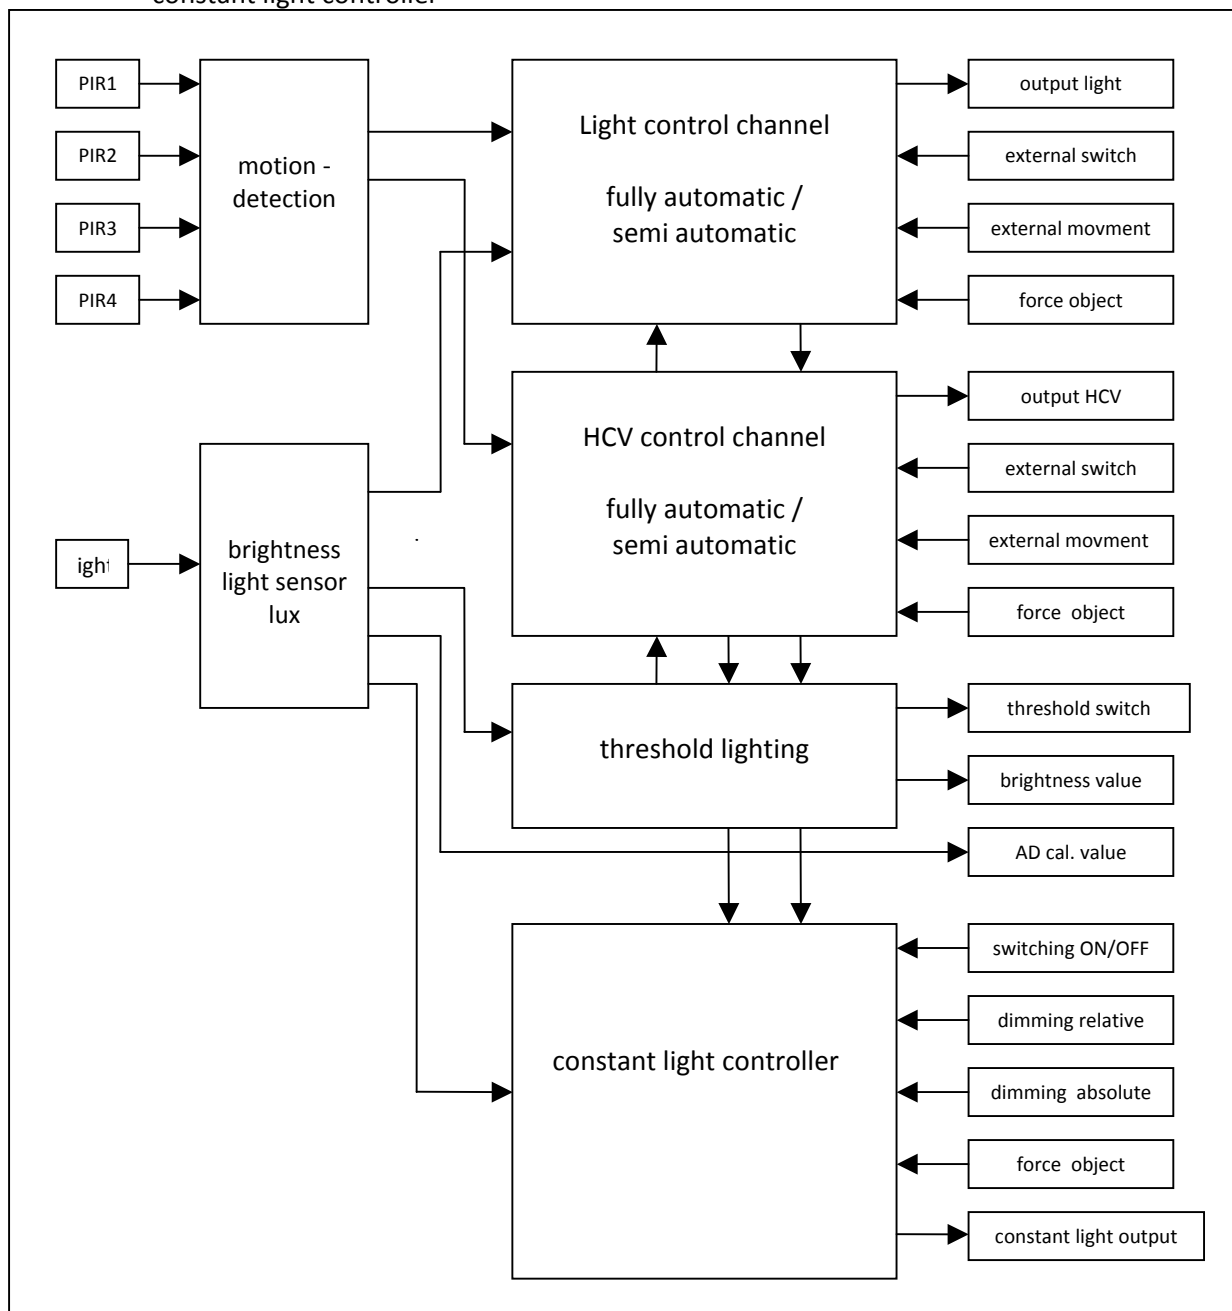 constant light controller
PIR1
PIR2
PIR3
PIR4
motion -
detection
Light control channel
fully automatic /
semi automatic
output light
external switch
external movment
force object
HCV control channel
fully automatic /
semi automatic
output HCV
external switch
external movment
force  object
ight
brightness
light sensor
lux
threshold lighting
threshold switch
brightness value
AD cal. value
constant light controller
switching ON/OFF
dimming relative
dimming  absolute
force  object
constant light output